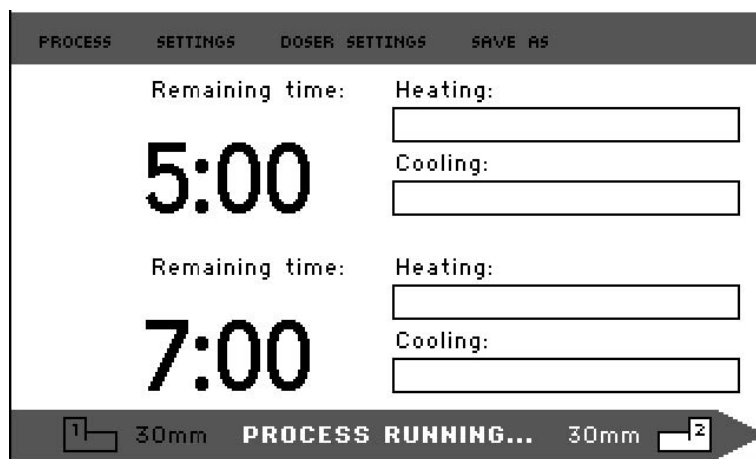 PROCESS SETTINGS DOSER SETTINGS SAVE AS
Remaining time: Heating:
5:00
Cooling:
Remaining time: Heating:
7:00
Cooling:
1 30mm PROCESS RUNNING... 30mm 2